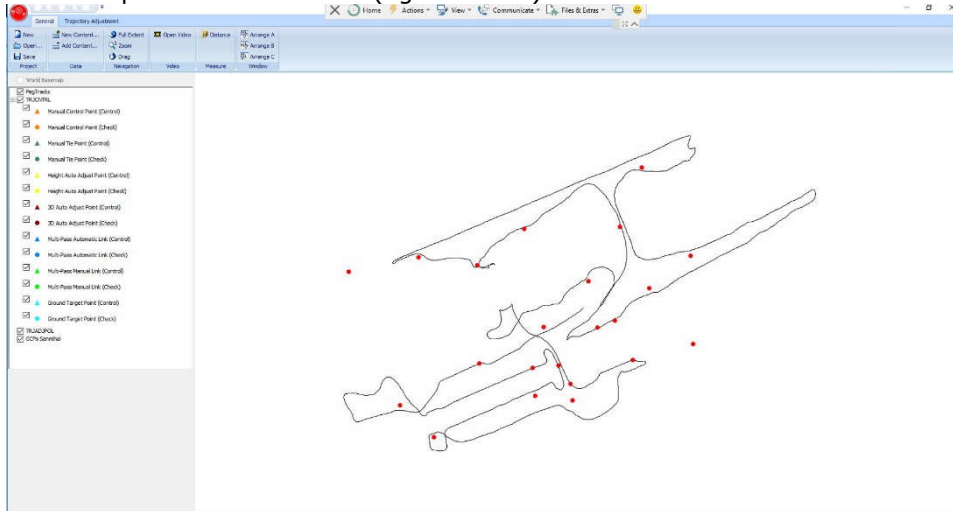 Home Actions View Communicate Files & Extras
General Trajectory Adjustment
New New Content... Full Extent Open Video Distance Arrange A
Open... Add Content... Zoom Arrange B
Save Drag Arrange C
Project Data Navigation Video Measure Window
World Basemap
PegTracks
TRJCNTRL
Manual Control Point (Control)
Manual Control Point (Check)
Manual Tie Point (Control)
Manual Tie Point (Check)
Height Auto Adjust Point (Control)
Height Auto Adjust Point (Check)
3D Auto Adjust Point (Control)
3D Auto Adjust Point (Check)
Multi-Pass Automatic Link (Control)
Multi-Pass Automatic Link (Check)
Multi-Pass Manual Link (Control)
Multi-Pass Manual Link (Check)
Ground Target Point (Control)
Ground Target Point (Check)
TRJADJPOL